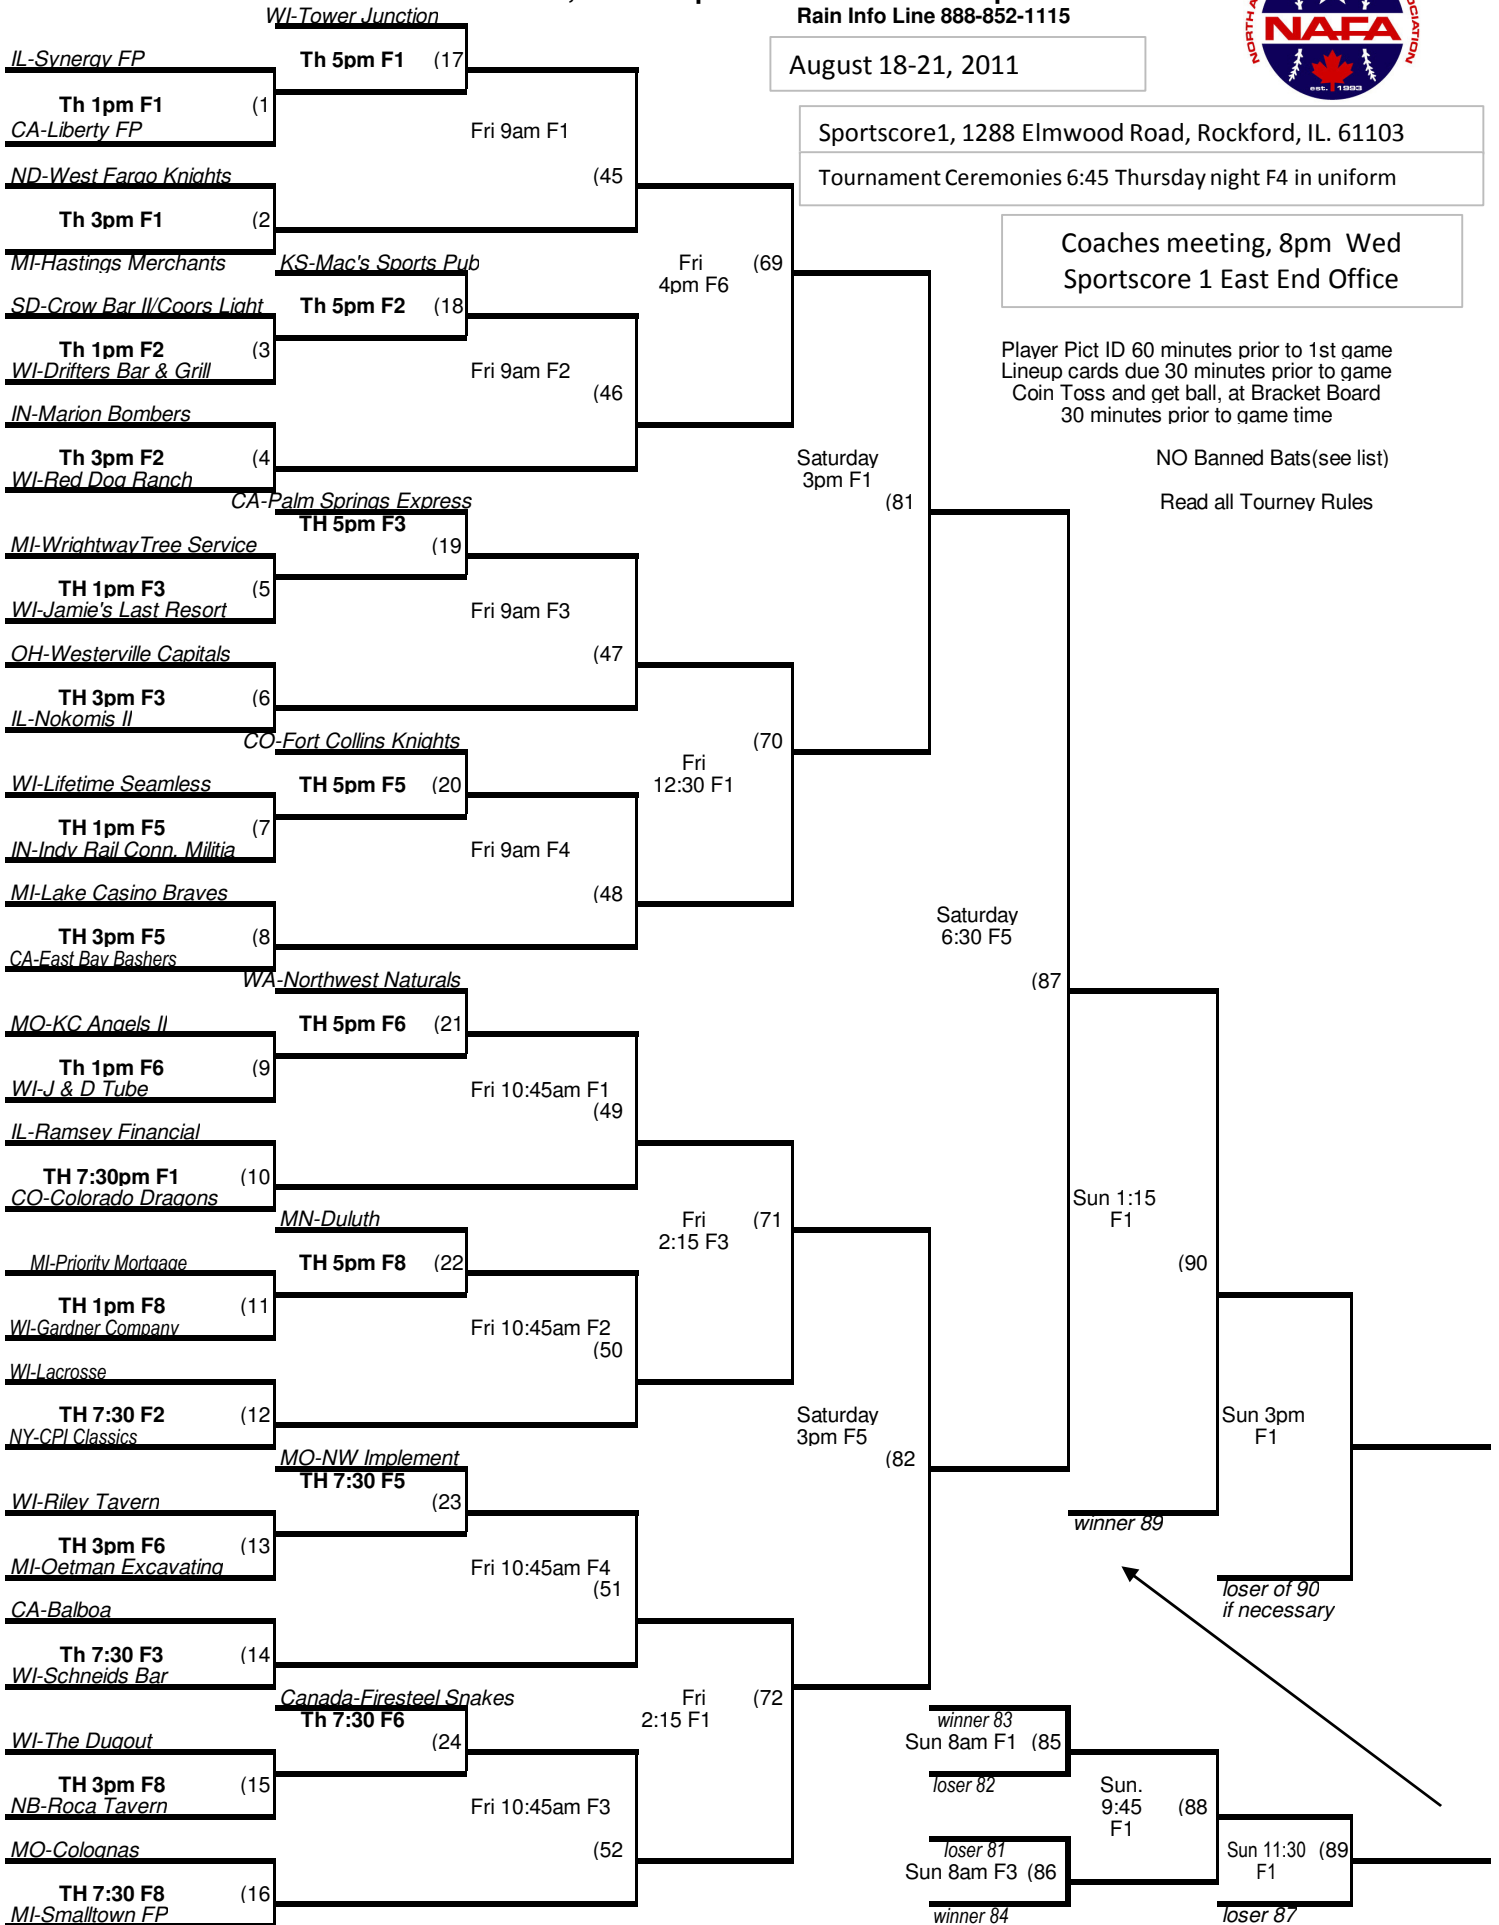 WI-Tower Junction
Rain Info Line 888-852-1115
NORTH A
NAFA
CIATION
est. 1993
IL-Synergy FP
Th 5pm F1 (17
August 18-21, 2011
Th 1pm F1 (1
CA-Liberty FP
Fri 9am F1
Sportscore1, 1288 Elmwood Road, Rockford, IL. 61103
ND-West Fargo Knights
(45
Tournament Ceremonies 6:45 Thursday night F4 in uniform
Th 3pm F1 (2
MI-Hastings Merchants
KS-Mac's Sports Pub
Fri
4pm F6
(69
Coaches meeting, 8pm Wed
Sportscore 1 East End Office
SD-Crow Bar II/Coors Light
Th 5pm F2 (18
Th 1pm F2 (3
WI-Drifters Bar & Grill
Fri 9am F2
(46
Player Pict ID 60 minutes prior to 1st game
Lineup cards due 30 minutes prior to game
Coin Toss and get ball, at Bracket Board
30 minutes prior to game time
IN-Marion Bombers
Th 3pm F2 (4
WI-Red Dog Ranch
Saturday
3pm F1
(81
NO Banned Bats(see list)
Read all Tourney Rules
CA-Palm Springs Express
TH 5pm F3
(19
MI-WrightwayTree Service
TH 1pm F3 (5
WI-Jamie's Last Resort
Fri 9am F3
(47
OH-Westerville Capitals
TH 3pm F3 (6
IL-Nokomis II
CO-Fort Collins Knights
(70
Fri
12:30 F1
WI-Lifetime Seamless
TH 5pm F5 (20
TH 1pm F5 (7
IN-Indy Rail Conn. Militia
Fri 9am F4
(48
MI-Lake Casino Braves
TH 3pm F5 (8
CA-East Bay Bashers
Saturday
6:30 F5
(87
WA-Northwest Naturals
MO-KC Angels II
TH 5pm F6 (21
Th 1pm F6 (9
WI-J & D Tube
Fri 10:45am F1
(49
IL-Ramsey Financial
TH 7:30pm F1 (10
CO-Colorado Dragons
Sun 1:15
F1
(90
MN-Duluth
Fri
2:15 F3
(71
MI-Priority Mortgage
TH 5pm F8 (22
TH 1pm F8 (11
WI-Gardner Company
Fri 10:45am F2
(50
WI-Lacrosse
TH 7:30 F2 (12
NY-CPI Classics
Saturday
3pm F5
(82
Sun 3pm
F1
MO-NW Implement
TH 7:30 F5
(23
WI-Riley Tavern
winner 89
TH 3pm F6 (13
MI-Oetman Excavating
Fri 10:45am F4
(51
loser of 90
if necessary
CA-Balboa
Th 7:30 F3 (14
WI-Schneids Bar
Canada-Firesteel Snakes
Th 7:30 F6
(24
Fri
2:15 F1
(72
winner 83
Sun 8am F1 (85
loser 82
WI-The Dugout
TH 3pm F8 (15
NB-Roca Tavern
Fri 10:45am F3
(52
Sun.
9:45
F1
(88
MO-Colognas
loser 81
Sun 8am F3 (86
winner 84
Sun 11:30 (89
F1
TH 7:30 F8 (16
MI-Smalltown FP
loser 87